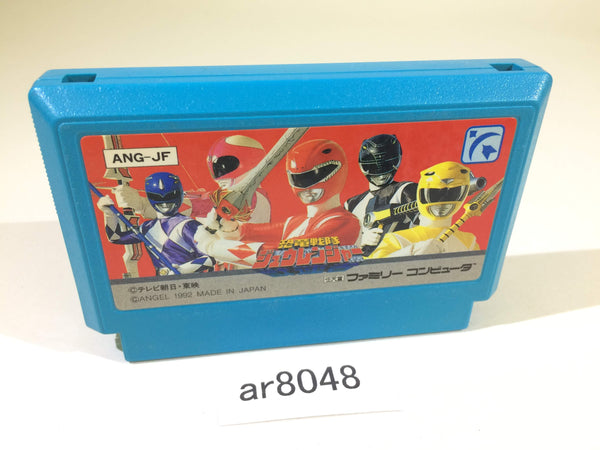 ANG-JF
恐竜戦隊
ジュウレンジャー
©テレビ朝日・東映
©ANGEL 1992 MADE IN JAPAN
ファミリー コンピュータ
ar8048